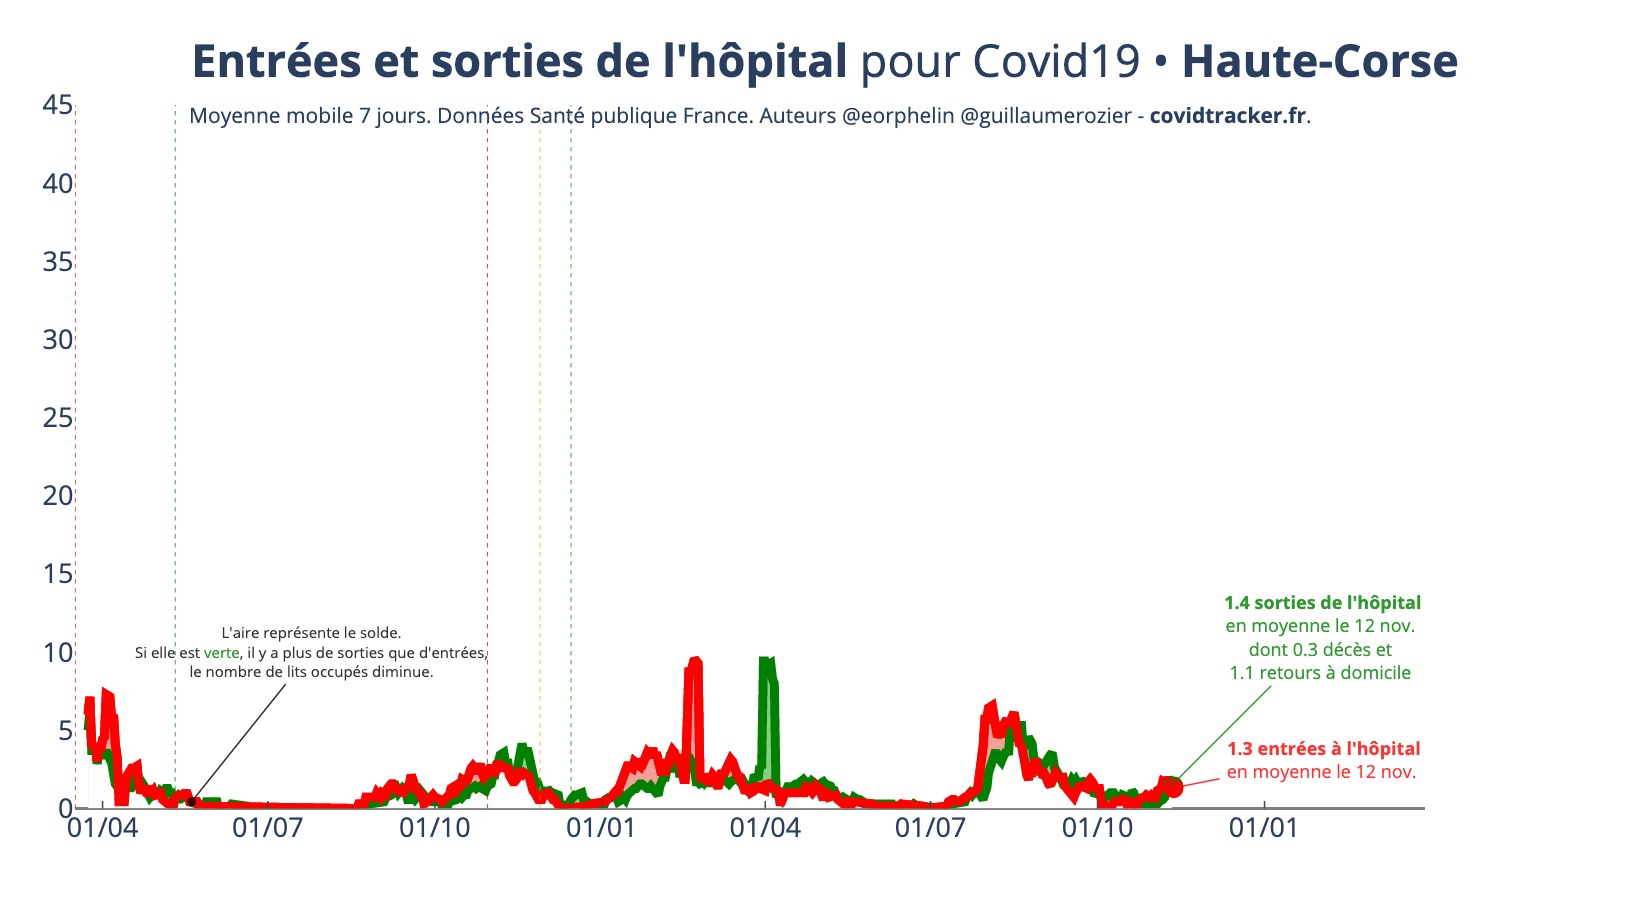 Entrées et sorties de l'hôpital pour Covid19 • Haute-Corse
Moyenne mobile 7 jours. Données Santé publique France. Auteurs @eorphelin @guillaumerozier - covidtracker.fr.
45
40
35
30
25
20
15
10
5
0
L'aire représente le solde.
Si elle est verte, il y a plus de sorties que d'entrées,
le nombre de lits occupés diminue.
1.4 sorties de l'hôpital
en moyenne le 12 nov.
dont 0.3 décès et
1.1 retours à domicile
1.3 entrées à l'hôpital
en moyenne le 12 nov.
01/04 01/07 01/10 01/01 01/04 01/07 01/10 01/01